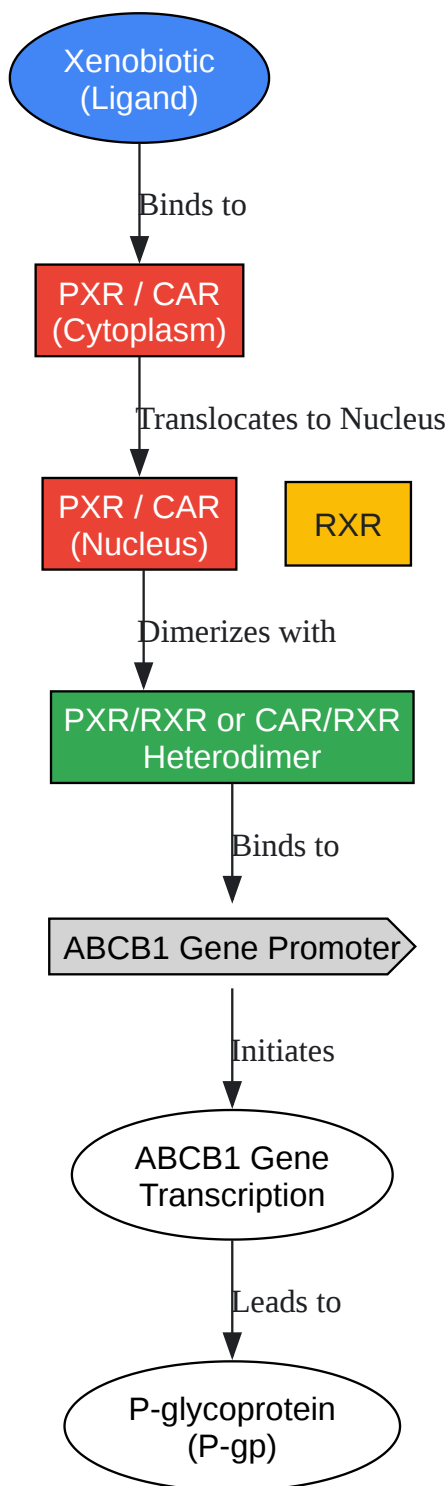 Xenobiotic
(Ligand)
Binds to
PXR / CAR
(Cytoplasm)
Translocates to Nucleus
PXR / CAR
(Nucleus)
RXR
Dimerizes with
PXR/RXR or CAR/RXR
Heterodimer
Binds to
ABCB1 Gene Promoter
Initiates
ABCB1 Gene
Transcription
Leads to
P-glycoprotein
(P-gp)